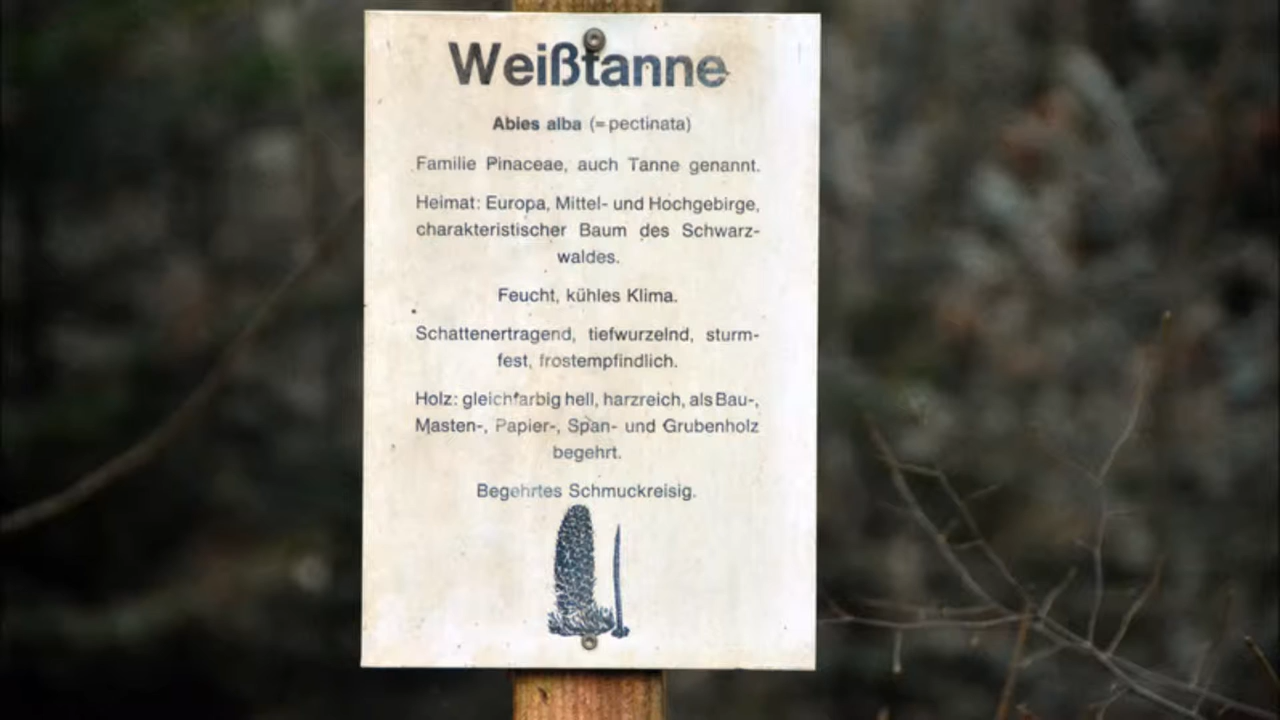 Weißtanne
Abies alba (=pectinata)
Familie Pinaceae, auch Tanne genannt.
Heimat: Europa, Mittel- und Hochgebirge,
charakteristischer Baum des Schwarz-
waldes.
Feucht, kühles Klima.
Schattenertragend, tiefwurzelnd, sturm-
fest, frostempfindlich.
Holz: gleichfarbig hell, harzreich, als Bau-,
Masten-, Papier-, Span- und Grubenholz
begehrt.
Begehrtes Schmuckreisig.